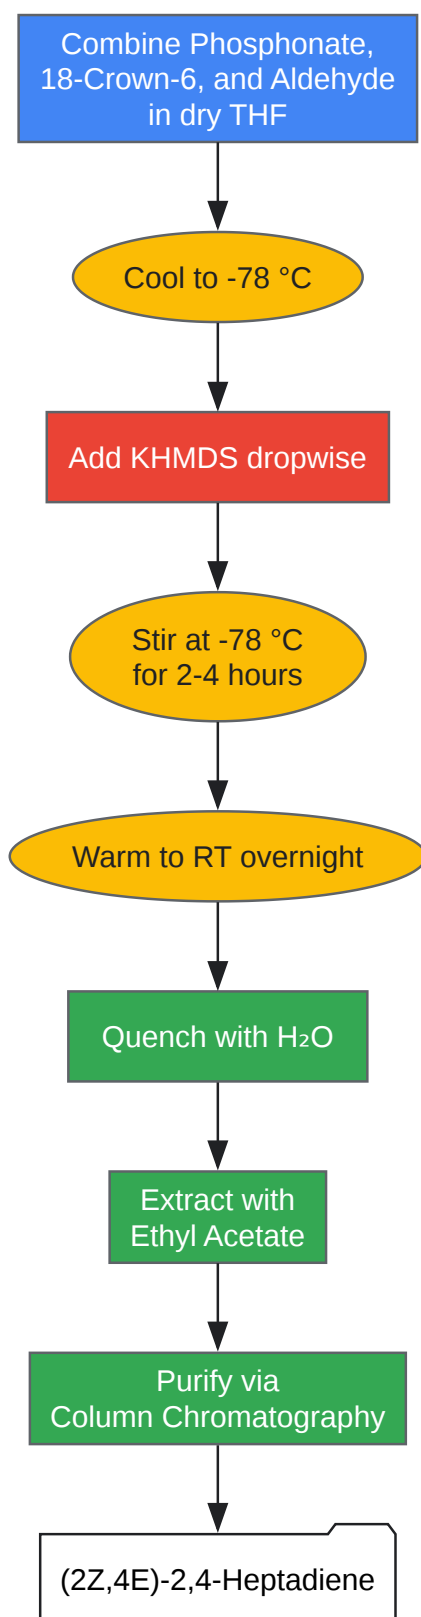 Combine Phosphonate,
18-Crown-6, and Aldehyde
in dry THF
Cool to -78 °C
Add KHMDS dropwise
Stir at -78 °C
for 2-4 hours
Warm to RT overnight
Quench with H₂O
Extract with
Ethyl Acetate
Purify via
Column Chromatography
(2Z,4E)-2,4-Heptadiene